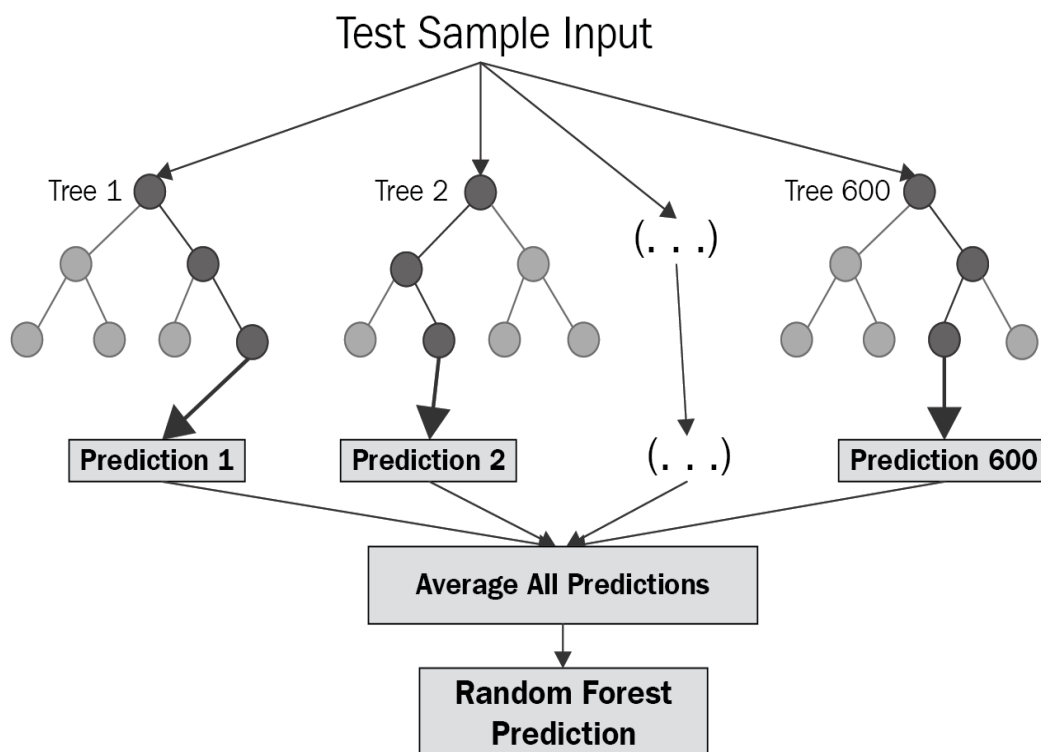 Test Sample Input
Tree 1
Tree 2
Tree 600
(. . .)
Prediction 1
Prediction 2
(. . .)
Prediction 600
Average All Predictions
Random Forest
Prediction